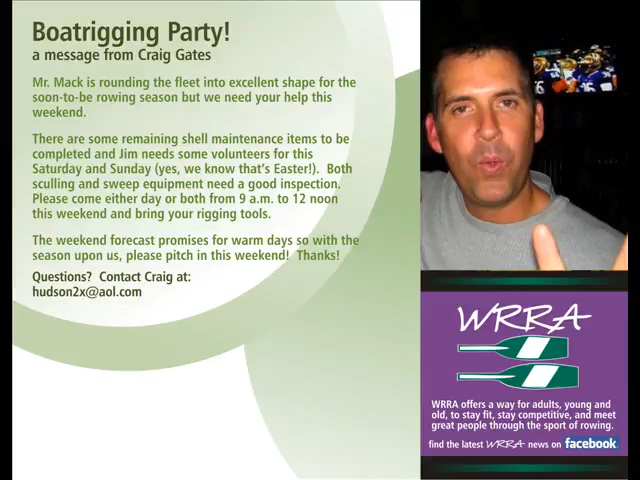 Boatrigging Party!
a message from Craig Gates
Mr. Mack is rounding the fleet into excellent shape for the
soon-to-be rowing season but we need your help this
weekend.
There are some remaining shell maintenance items to be
completed and Jim needs some volunteers for this
Saturday and Sunday (yes, we know that's Easter!). Both
sculling and sweep equipment need a good inspection.
Please come either day or both from 9 a.m. to 12 noon
this weekend and bring your rigging tools.
The weekend forecast promises for warm days so with the
season upon us, please pitch in this weekend! Thanks!
Questions? Contact Craig at:
hudson2x@aol.com
WRRA
WRRA offers a way for adults, young and
old, to stay fit, stay competitive, and meet
great people through the sport of rowing.
find the latest WRRA news on facebook